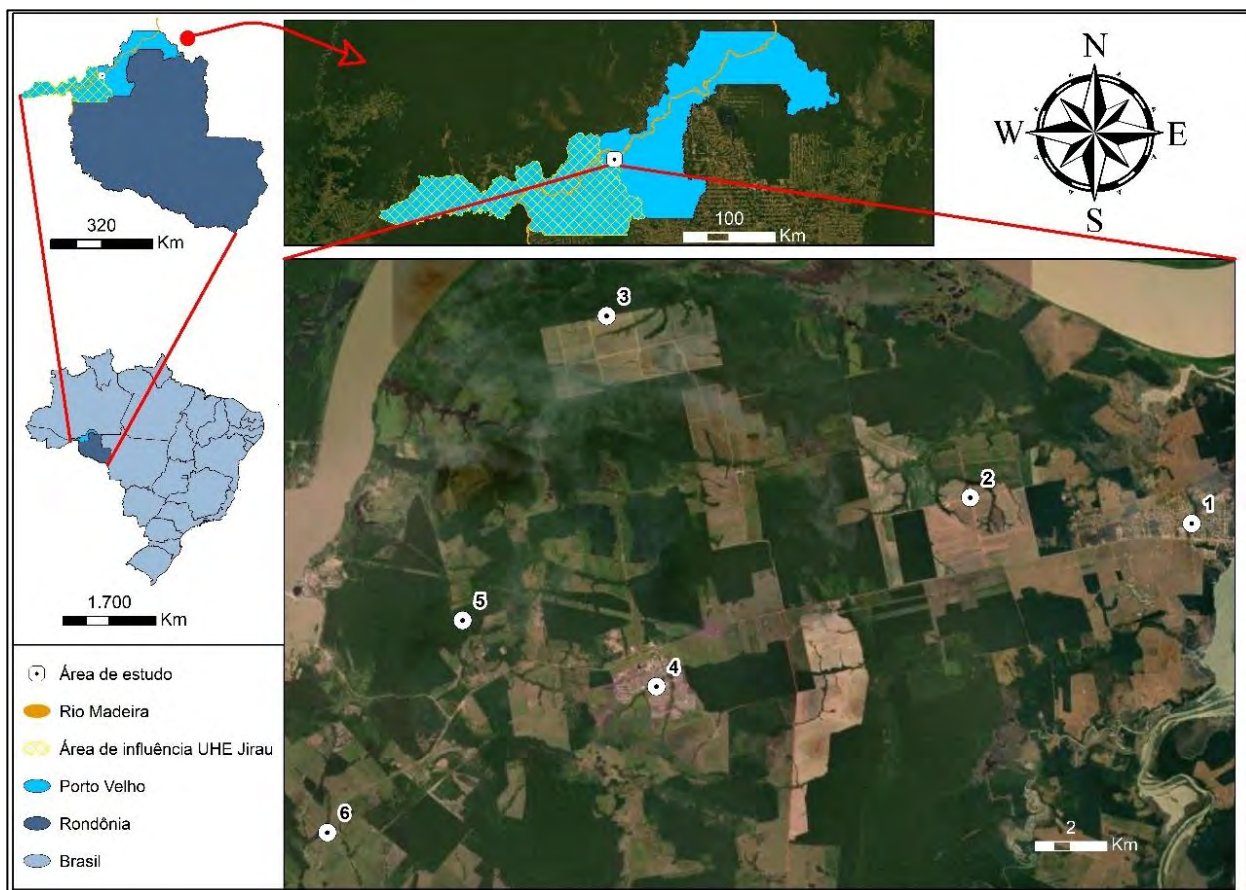 320
Km
1.700
Km
Área de estudo
Rio Madeira
Área de influência UHE Jirau
Porto Velho
Rondônia
Brasil
100
Km
N
W
E
S
3
2
1
5
4
6
2
Km